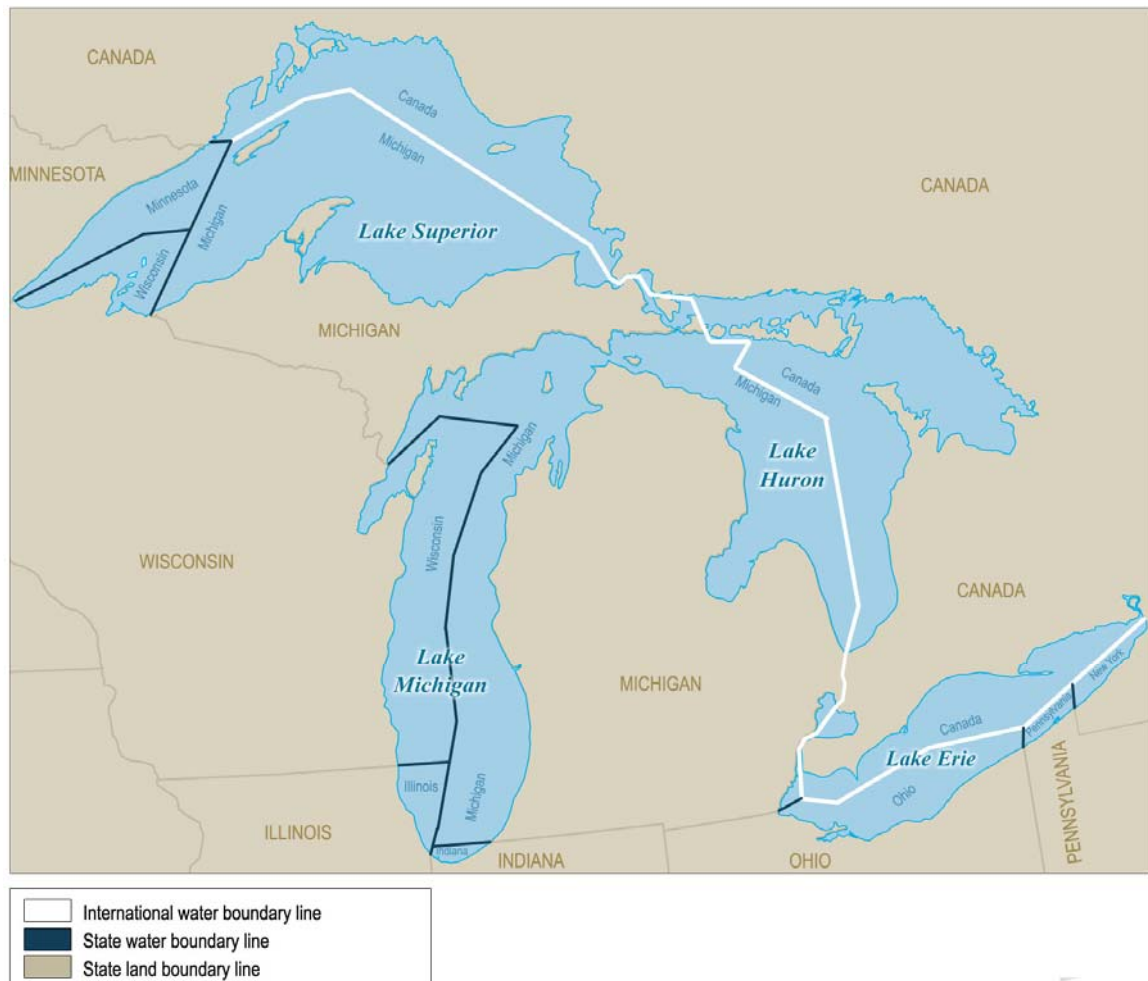 CANADA
Canada
Michigan
MINNESOTA
Minnesota
CANADA
Michigan
Lake Superior
Wisconsin
MICHIGAN
Canada
Michigan
Michigan
Lake
Huron
Wisconsin
WISCONSIN
CANADA
Lake
Michigan
MICHIGAN
New York
Pennsylvania
Canada
Lake Erie
Illinois
Michigan
Ohio
PENNSYLVANIA
ILLINOIS
Indiana
INDIANA
OHIO
International water boundary line
State water boundary line
State land boundary line